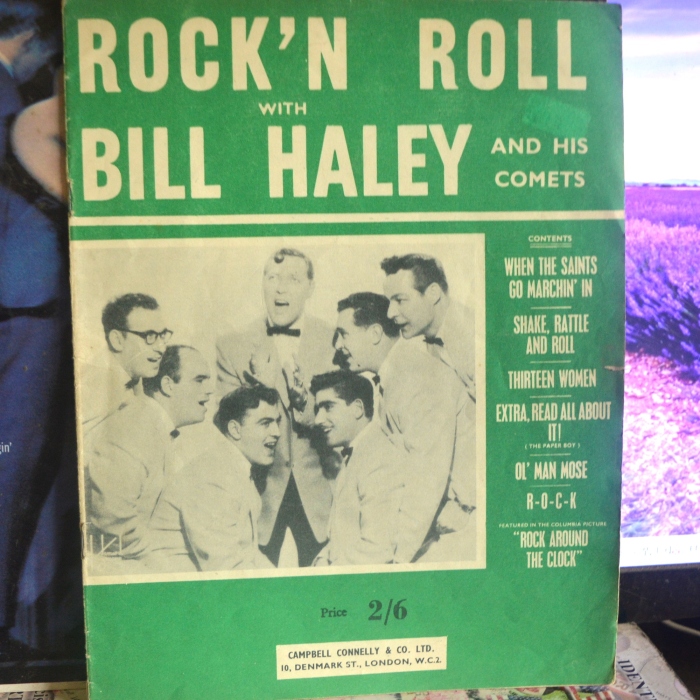 ROCK'N ROLL
WITH
BILL HALEY
AND HIS
COMETS
CONTENTS
WHEN THE SAINTS
GO MARCHIN' IN
SHAKE, RATTLE
AND ROLL
THIRTEEN WOMEN
EXTRA, READ ALL ABOUT
IT!
( THE PAPER BOY )
OL' MAN MOSE
R-O-C-K
FEATURED IN THE COLUMBIA PICTURE
"ROCK AROUND
THE CLOCK"
Price 2/6
CAMPBELL CONNELLY & CO. LTD.
10, DENMARK ST., LONDON, W.C.2.